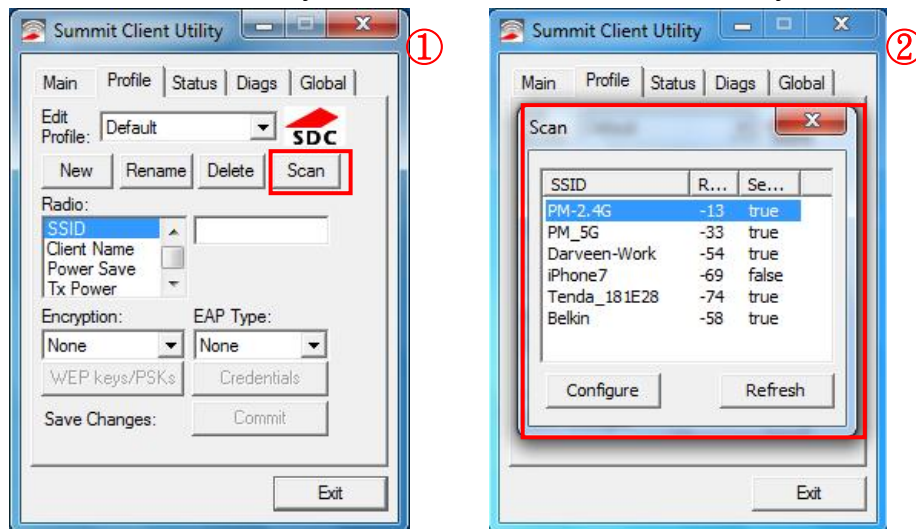 Summit Client Utility
①
Main Profile Status Diags Global
Edit
Profile:
Default
SDC
New Rename Delete Scan
Radio:
SSID
Client Name
Power Save
Tx Power
Encryption: EAP Type:
None None
WEP keys/PSKs Credentials
Save Changes: Commit
Exit
Summit Client Utility
②
Main Profile Status Diags Global
Scan
SSID R... Se...
PM-2.4G -13 true
PM_5G -33 true
Darveen-Work -54 true
iPhone7 -69 false
Tenda_181E28 -74 true
Belkin -58 true
Configure Refresh
Exit